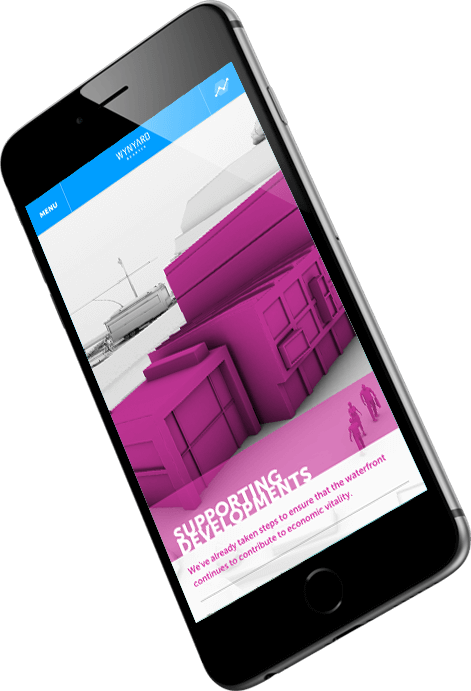 MENU
WYNYARD
QUARTER
SUPPORTING
DEVELOPMENTS
We've already taken steps to ensure that the waterfront
continues to contribute to economic vitality.